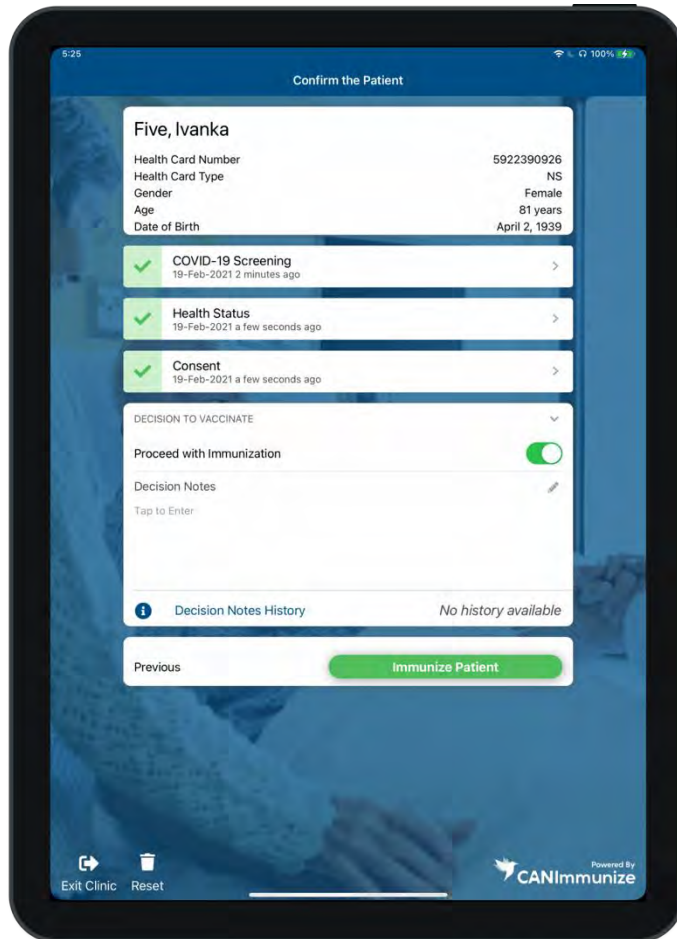 5:25
100%
Confirm the Patient
Five, Ivanka
Health Card Number 5922390926
Health Card Type NS
Gender Female
Age 81 years
Date of Birth April 2, 1939
COVID-19 Screening
19-Feb-2021 2 minutes ago
Health Status
19-Feb-2021 a few seconds ago
Consent
19-Feb-2021 a few seconds ago
DECISION TO VACCINATE
Proceed with Immunization
Decision Notes
Tap to Enter
Decision Notes History No history available
Previous Immunize Patient
Powered By
CANImmunize
Exit Clinic Reset